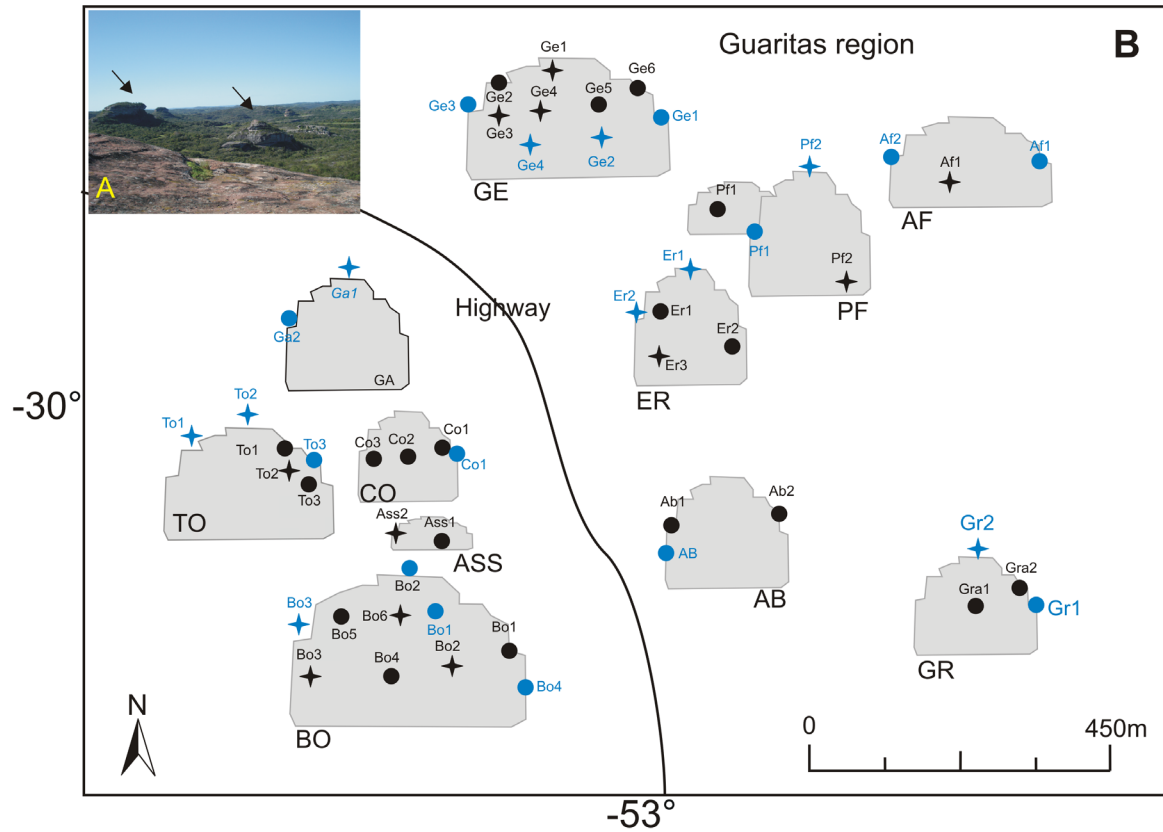 Guaritas region
B
A
Ge1
Ge6
Ge2
Ge4
Ge5
Ge3
Ge3
Ge1
Ge4
Ge2
GE
Pf2
Af2
Af1
Af1
AF
Pf1
Pf1
Pf2
PF
Er1
Er2
Er1
Er2
Er3
ER
Highway
Ga1
Ga2
GA
-30°
To2
To1
To1
To3
To2
To3
TO
Co1
Co3
Co2
Co1
CO
Ass2
Ass1
ASS
Ab1
Ab2
AB
AB
Gr2
Gra2
Gra1
Gr1
GR
Bo2
Bo3
Bo6
Bo5
Bo1
Bo1
Bo3
Bo4
Bo2
Bo4
BO
N
0
450m
-53°